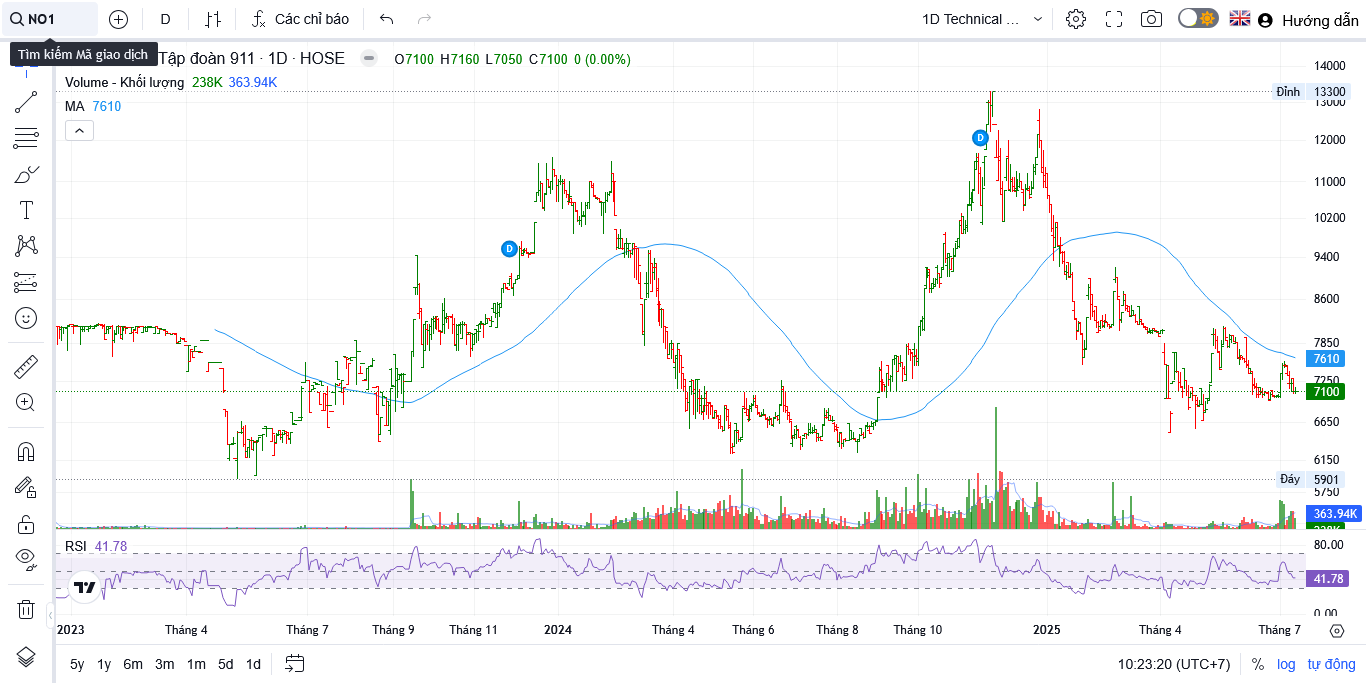 NO1 D Các chỉ báo 1D Technical ... Hướng dẫn
Tìm kiếm Mã giao dịch
Tập đoàn 911 · 1D · HOSE O7100 H7160 L7050 C7100 0 (0.00%)
Volume - Khối lượng 238K 363.94K
MA 7610
D
D
14000
Đỉnh 13300
13000
12000
11000
10200
9400
8600
7850
7610
7250
7100
6650
6150
Đáy 5901
5750
363.94K
238K
RSI 41.78
80.00
41.78
0.00
2023 Tháng 4 Tháng 7 Tháng 9 Tháng 11 2024 Tháng 4 Tháng 6 Tháng 8 Tháng 10 2025 Tháng 4 Tháng 7
5y 1y 6m 3m 1m 5d 1d 10:23:20 (UTC+7) % log tự động